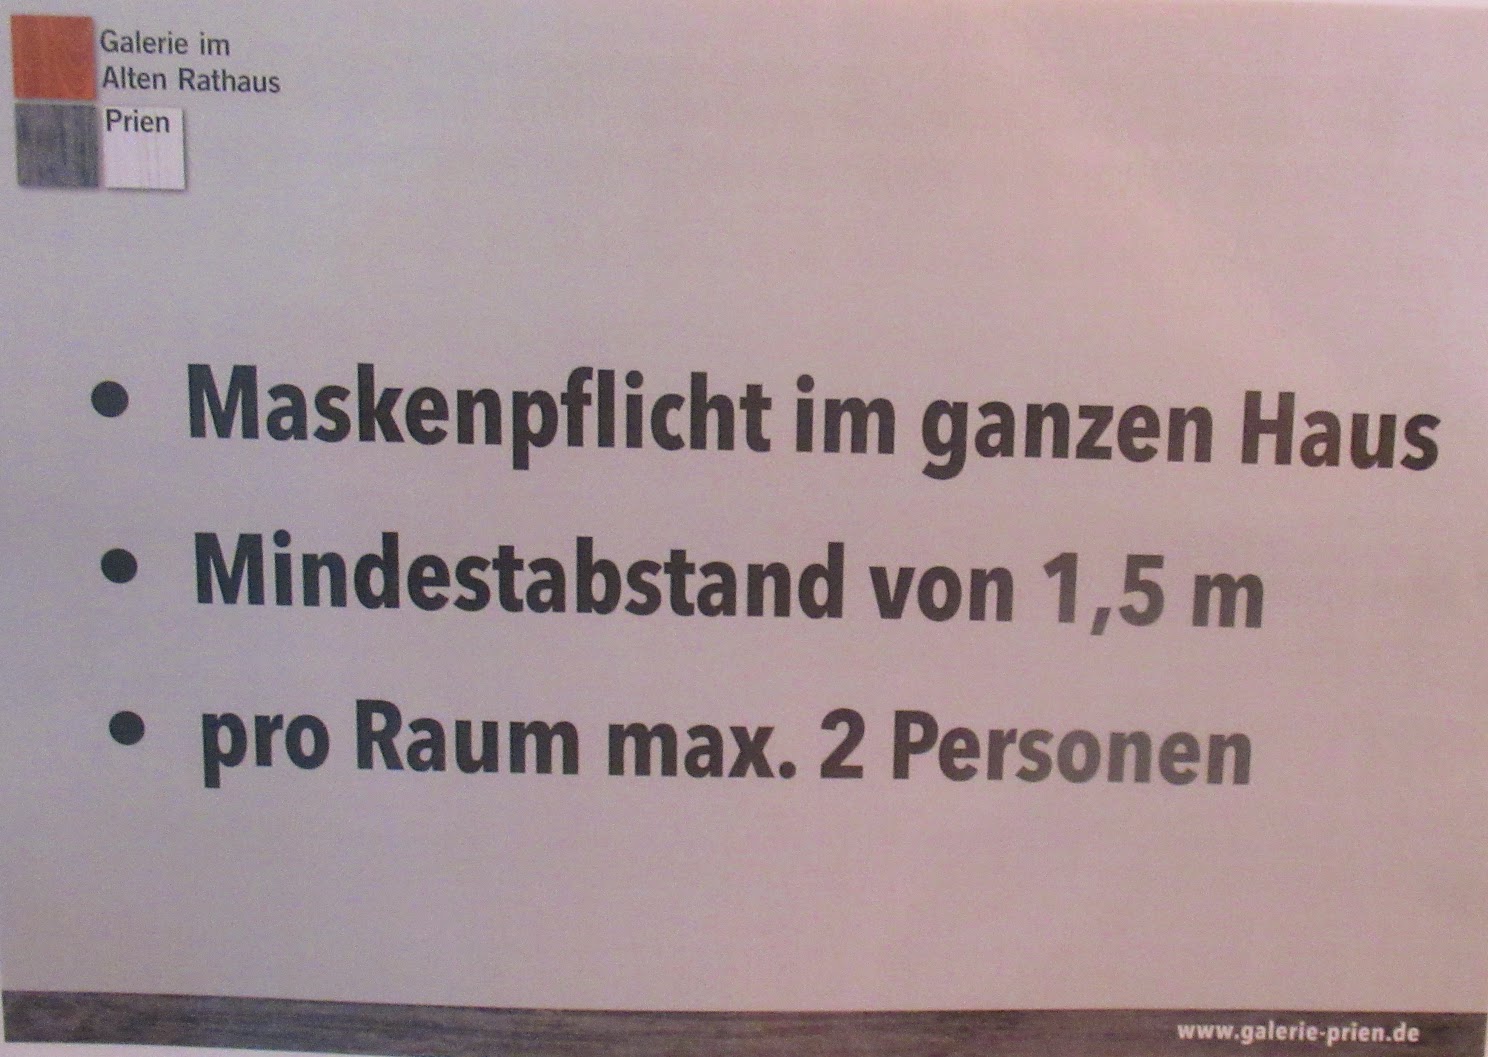 Galerie im
Alten Rathaus
Prien
• Maskenpflicht im ganzen Haus
• Mindestabstand von 1,5 m
• pro Raum max. 2 Personen
www.galerie-prien.de